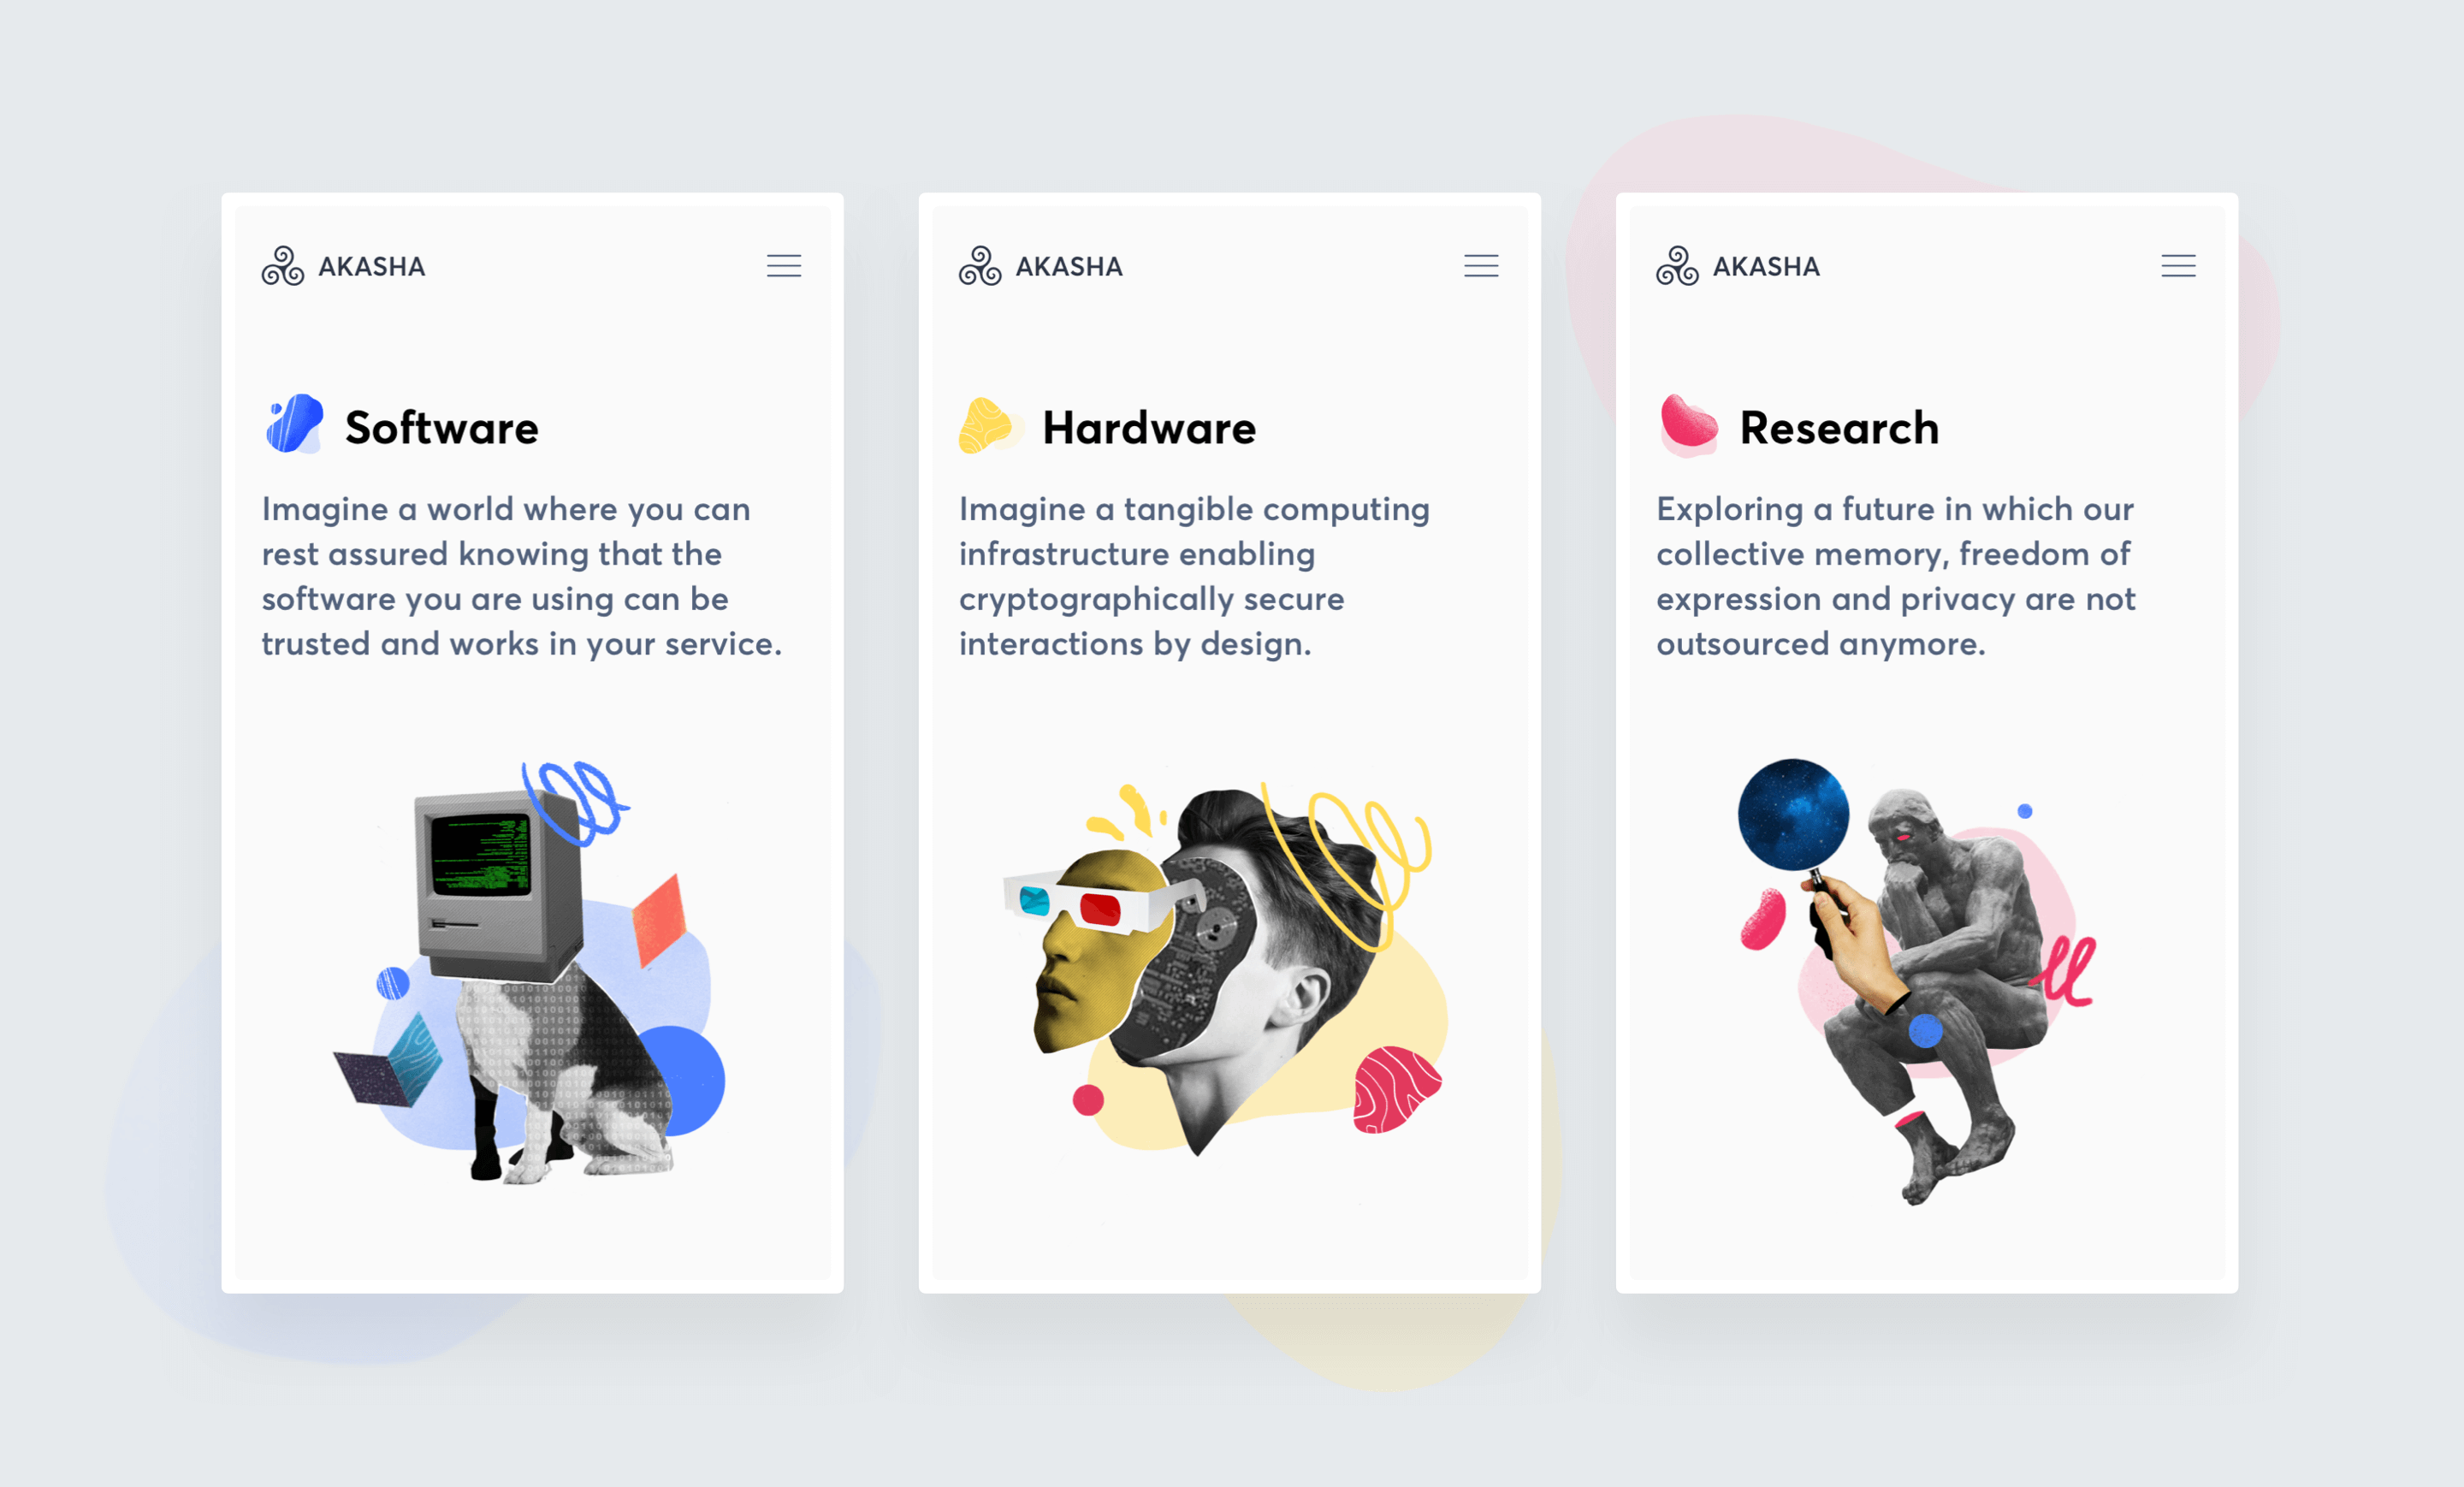 AKASHA
Software
Imagine a world where you can
rest assured knowing that the
software you are using can be
trusted and works in your service.
AKASHA
Hardware
Imagine a tangible computing
infrastructure enabling
cryptographically secure
interactions by design.
AKASHA
Research
Exploring a future in which our
collective memory, freedom of
expression and privacy are not
outsourced anymore.